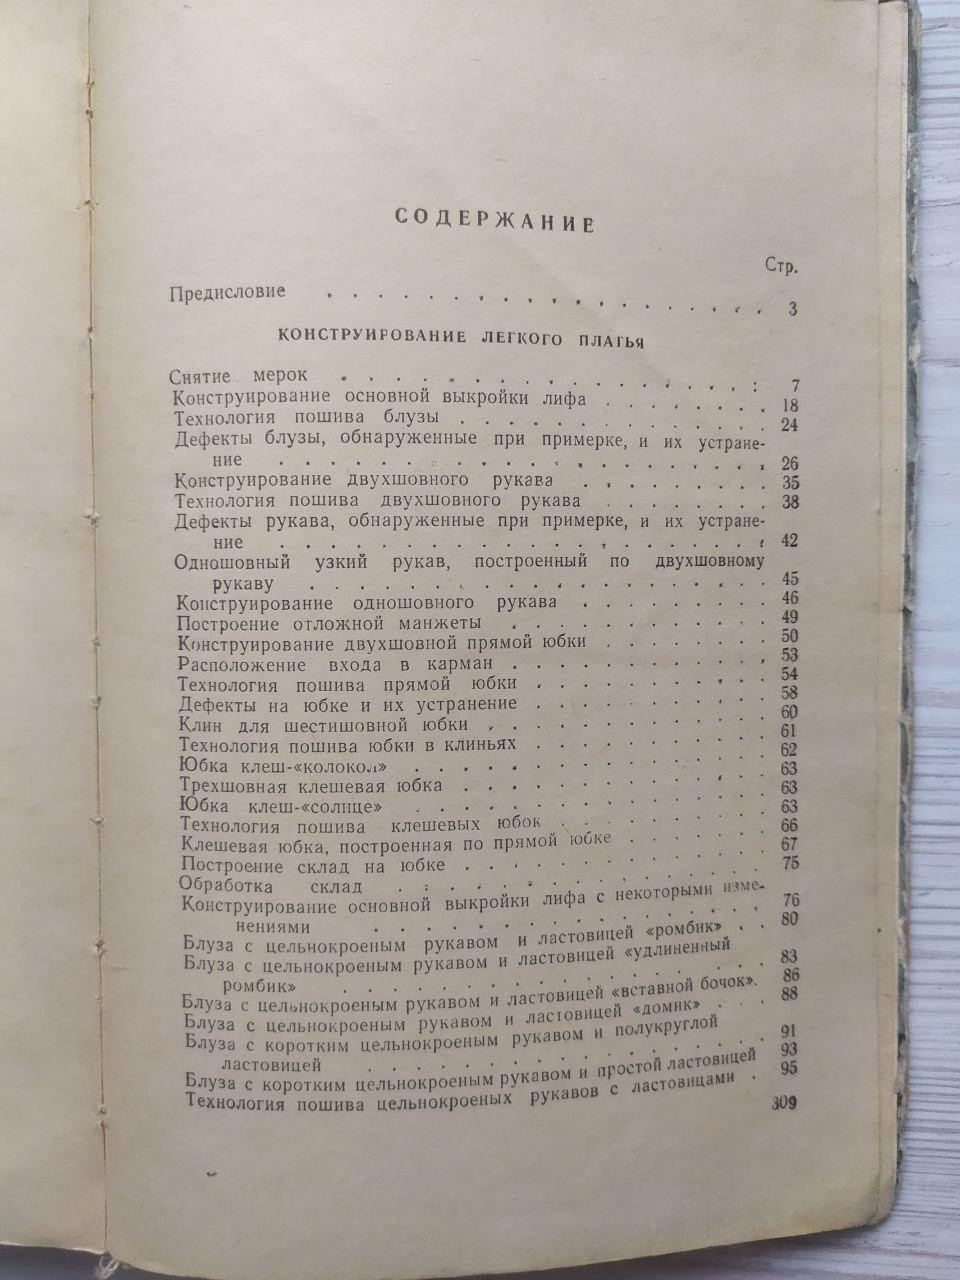 СОДЕРЖАНИЕ
Стр.
Предисловие . . . . . . . . . . . . . . . . . . 3
КОНСТРУИРОВАНИЕ ЛЕГКОГО ПЛАТЬЯ
Снятие мерок . . . . . . . . . . . . . . . . : 7
Конструирование основной выкройки лифа . . . . . . . 18
Технология пошива блузы . . . . . . . . . . . . . 24
Дефекты блузы, обнаруженные при примерке, и их устране-
ние . . . . . . . . . . . . . . . . . . . 26
Конструирование двухшовного рукава . . . . . . . . 35
Технология пошива двухшовного рукава . . . . . . . 38
Дефекты рукава, обнаруженные при примерке, и их устране-
ние . . . . . . . . . . . . . . . . . . . 42
Одношовный узкий рукав, построенный по двухшовному
рукаву . . . . . . . . . . . . . . . . . . 45
Конструирование одношовного рукава . . . . . . . . 46
Построение отложной манжеты . . . . . . . . . . . 49
Конструирование двухшовной прямой юбки . . . . . . . 50
Расположение входа в карман . . . . . . . . . . . 53
Технология пошива прямой юбки . . . . . . . . . . 54
Дефекты на юбке и их устранение . . . . . . . . . . 58
Клин для шестишовной юбки . . . . . . . . . . . . 60
Технология пошива юбки в клиньях . . . . . . . . . . 61
Юбка клеш-«колокол» . . . . . . . . . . . . . . . 62
Трехшовная клешевая юбка . . . . . . . . . . . . . 63
Юбка клеш-«солнце» . . . . . . . . . . . . . . . 63
Технология пошива клешевых юбок . . . . . . . . . 63
Клешевая юбка, построенная по прямой юбке . . . . . . 66
Построение склад на юбке . . . . . . . . . . . . . 67
Обработка склад . . . . . . . . . . . . . . . 75
Конструирование основной выкройки лифа с некоторыми изме-
нениями . . . . . . . . . . . . . . . . 76
Блуза с цельнокроеным рукавом и ластовицей «ромбик» . . 80
Блуза с цельнокроеным рукавом и ластовицей «удлиненный
ромбик» . . . . . . . . . . . . . . . . . 83
Блуза с цельнокроеным рукавом и ластовицей «вставной бочок». 86
Блуза с цельнокроеным рукавом и ластовицей «домик» . . . 88
Блуза с коротким цельнокроеным рукавом и полукруглой
ластовицей . . . . . . . . . . . . . . . . 91
Блуза с коротким цельнокроеным рукавом и простой ластовицей 93
Технология пошива цельнокроеных рукавов с ластовицами . 95
309